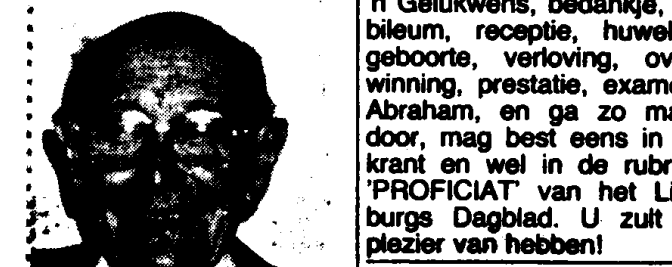 'n Gelukwens, bedankje,
bileum, receptie, huwel
geboorte, verloving, ov
winning, prestatie, exame
Abraham, en ga zo ma
door, mag best eens in
krant en wel in de rubr
'PROFICIAT' van het Li
burgs Dagblad. U zult
plezier van hebben!